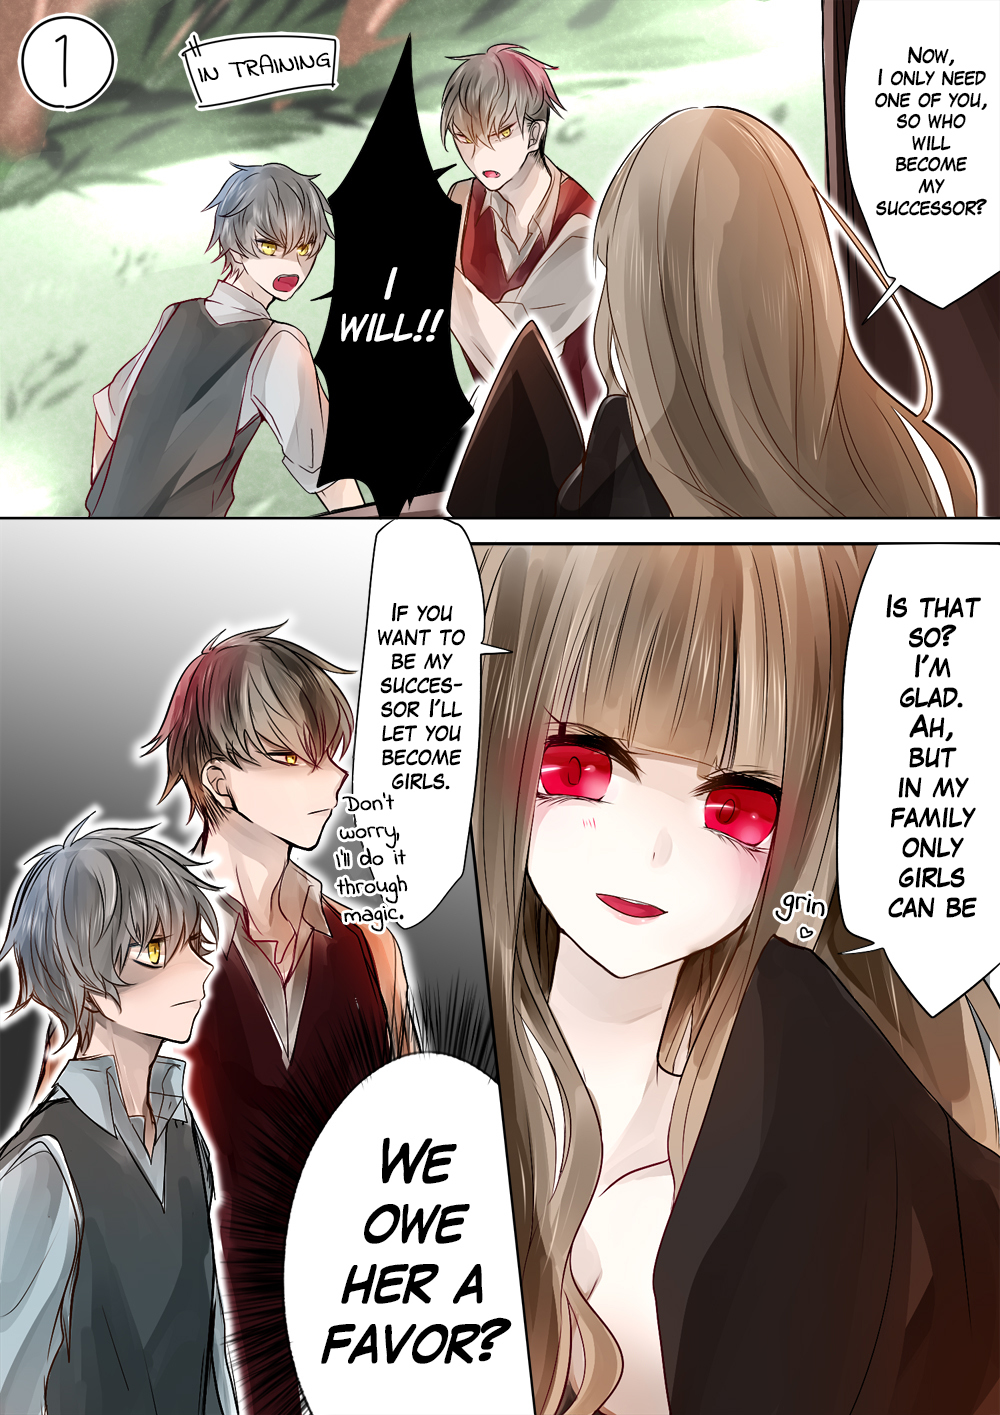 1
IN TRAINING
NOW,
I ONLY NEED
ONE OF YOU,
SO WHO
WILL
BECOME
MY
SUCCESSOR?
I
WILL!!
IS THAT
SO?
I'M
GLAD.
AH,
BUT
IN MY
FAMILY
ONLY
GIRLS
CAN BE
grin
IF YOU
WANT TO
BE MY
SUCCES-
SOR I'LL
LET YOU
BECOME
GIRLS.
Don't
worry,
I'll do it
through
magic.
WE
OWE
HER A
FAVOR?